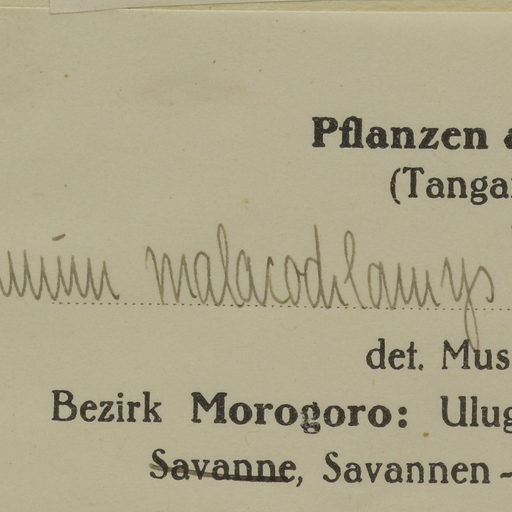 Pflanzen
(Tanga
malacochlamys
det. Mus
Bezirk Morogoro: Ulug
Savanne, Savannen -